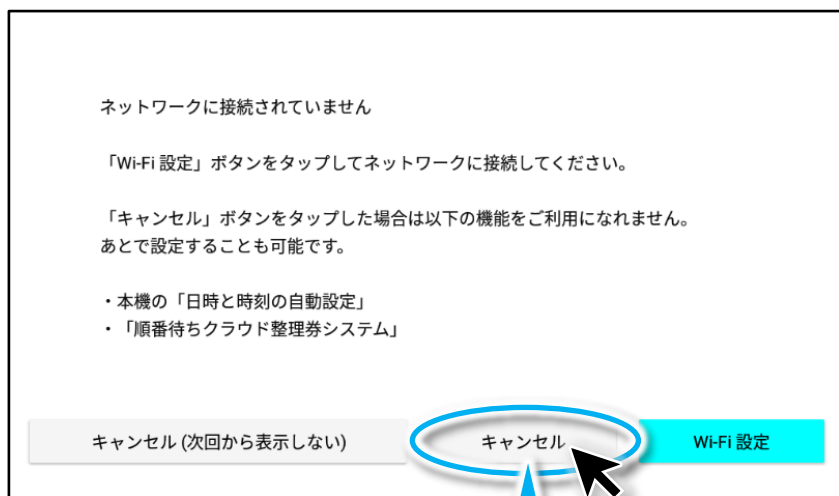 ネットワークに接続されていません
「Wi-Fi 設定」ボタンをタップしてネットワークに接続してください。
「キャンセル」ボタンをタップした場合は以下の機能をご利用になれません。
あとで設定することも可能です。
・本機の「日時と時刻の自動設定」
・「順番待ちクラウド整理券システム」
キャンセル (次回から表示しない)
キャンセル
Wi-Fi 設定